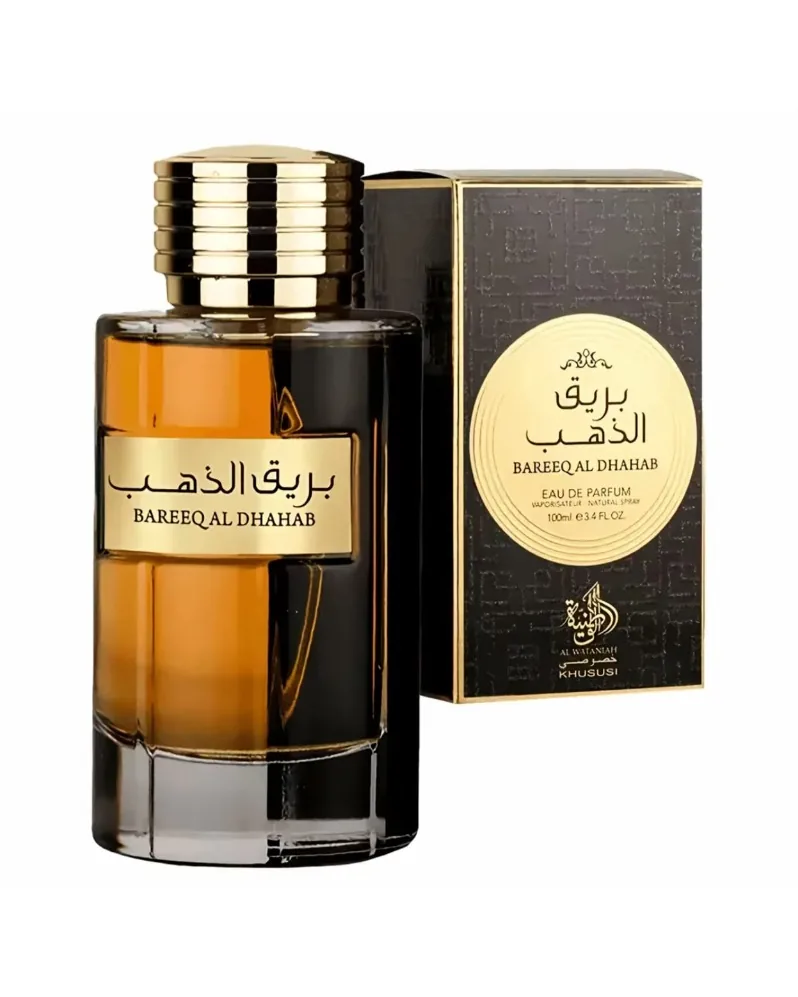 بريق الذهب
BAREEQ AL DHAHAB
بريق
الذهب
BAREEQ AL DHAHAB
EAU DE PARFUM
VAPORISATEUR · NATURAL SPRAY
100ml e 3.4 FL OZ.
الوطنية
AL WATANIAH
خصوصي
KHUSUSI